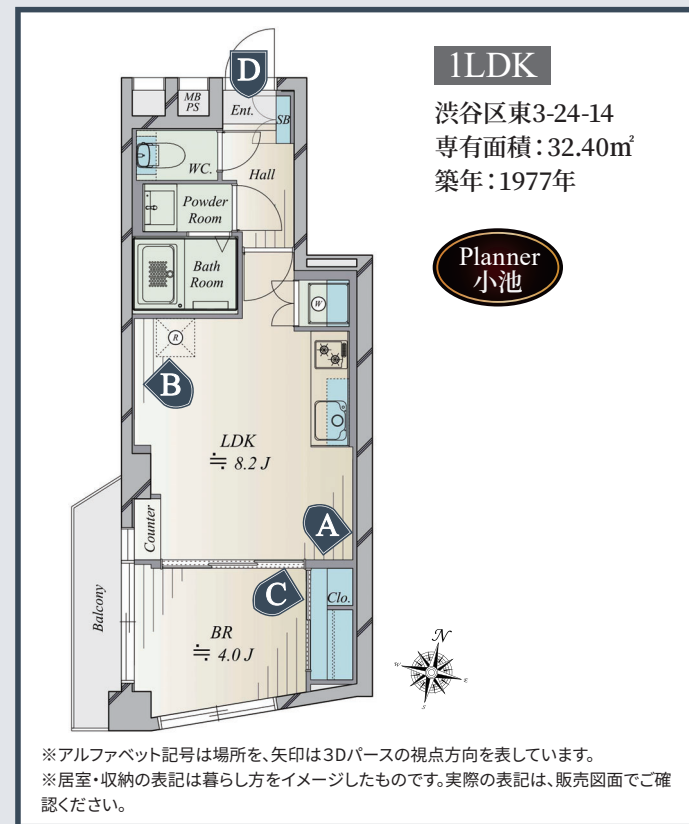 1LDK
渋谷区東3-24-14
専有面積：32.40㎡
築年：1977年
Planner
小池
D
MB
PS
Ent.
SB
WC.
Hall
Powder
Room
Bath
Room
W
R
B
LDK
≒ 8.2 J
A
Counter
C
Clo.
BR
≒ 4.0 J
Balcony
N
W
E
S
※アルファベット記号は場所を、矢印は3Dパースの視点方向を表しています。
※居室・収納の表記は暮らし方をイメージしたものです。実際の表記は、販売図面でご確
認ください。